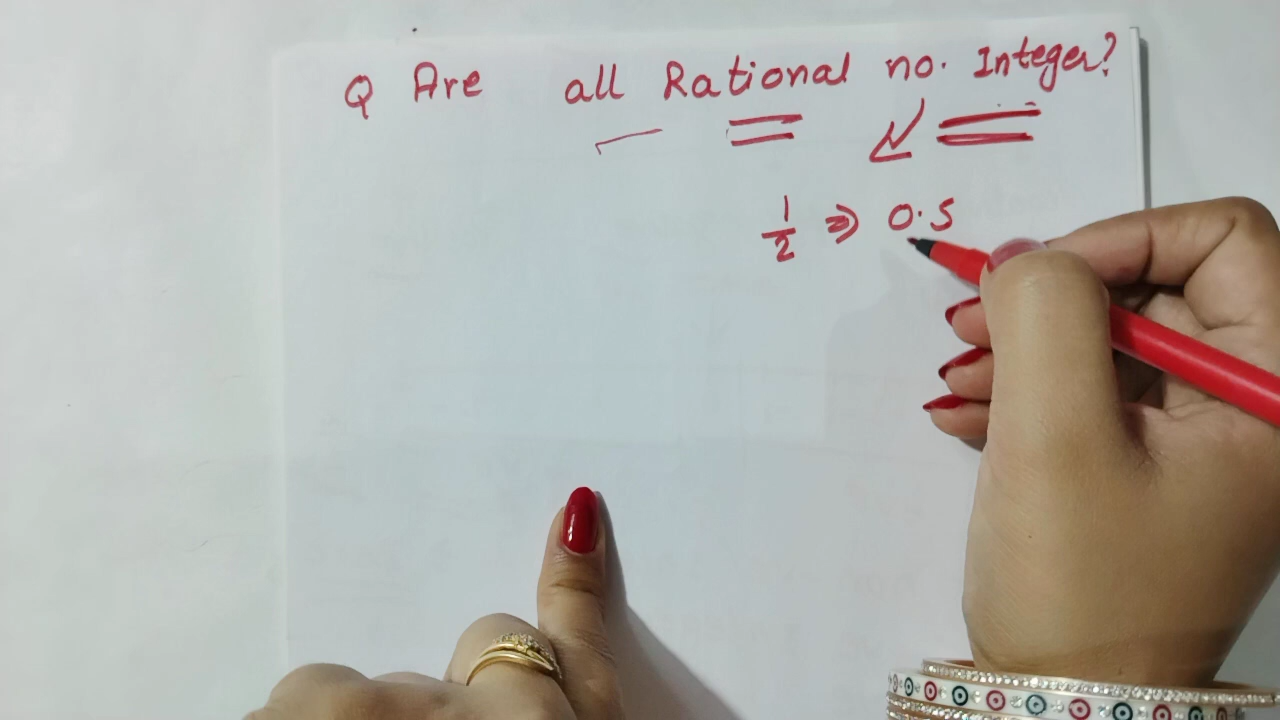 Q Are all Rational no. Integer?
1/2 ⇒ 0.5